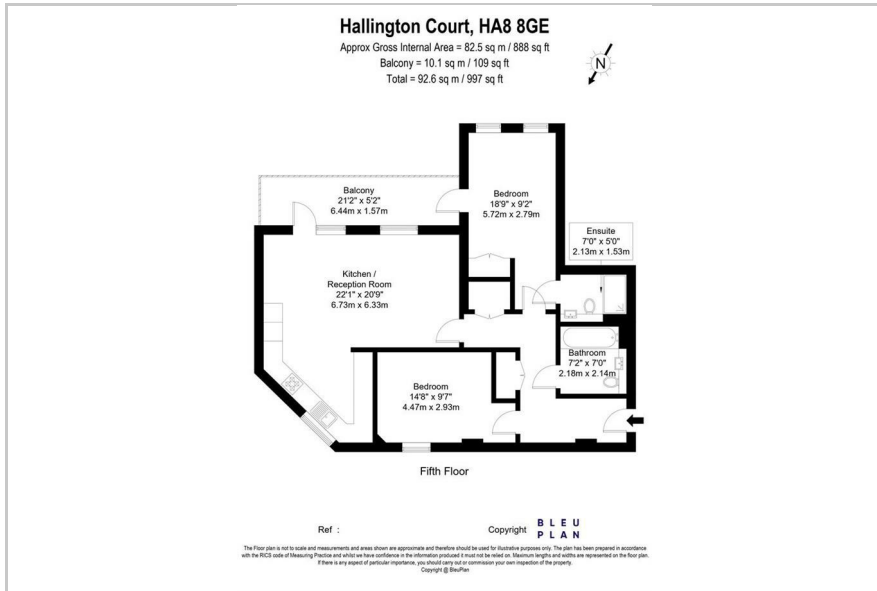 Hallington Court, HA8 8GE
Approx Gross Internal Area = 82.5 sq m / 888 sq ft
Balcony = 10.1 sq m / 109 sq ft
Total = 92.6 sq m / 997 sq ft
N
Balcony
21'2" x 5'2"
6.44m x 1.57m
Bedroom
18'9" x 9'2"
5.72m x 2.79m
Ensuite
7'0" x 5'0"
2.13m x 1.53m
Kitchen /
Reception Room
22'1" x 20'9"
6.73m x 6.33m
Bathroom
7'2" x 7'0"
2.18m x 2.14m
Bedroom
14'8" x 9'7"
4.47m x 2.93m
Fifth Floor
Ref :
Copyright
BLEU
PLAN
The Floor plan is not to scale and measurements and areas shown are approximate and therefore should be used for illustrative purposes only. The plan has been prepared in accordance
with the RICS code of Measuring Practice and whilst we have confidence in the information produced it must not be relied on. Maximum lengths and widths are represented on the floor plan.
If there is any aspect of particular importance, you should carry out or commission your own inspection of the property.
Copyright @ BleuPlan